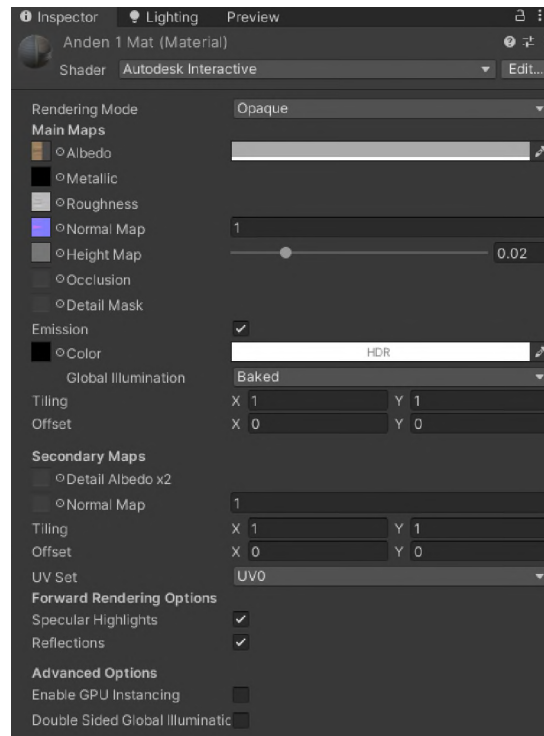 Inspector Lighting Preview
Anden 1 Mat (Material)
Shader Autodesk Interactive Edit...
Rendering Mode Opaque
Main Maps
Albedo
Metallic
Roughness
Normal Map 1
Height Map 0.02
Occlusion
Detail Mask
Emission
Color HDR
Global Illumination Baked
Tiling X 1 Y 1
Offset X 0 Y 0
Secondary Maps
Detail Albedo x2
Normal Map 1
Tiling X 1 Y 1
Offset X 0 Y 0
UV Set UV0
Forward Rendering Options
Specular Highlights
Reflections
Advanced Options
Enable GPU Instancing
Double Sided Global Illuminatic